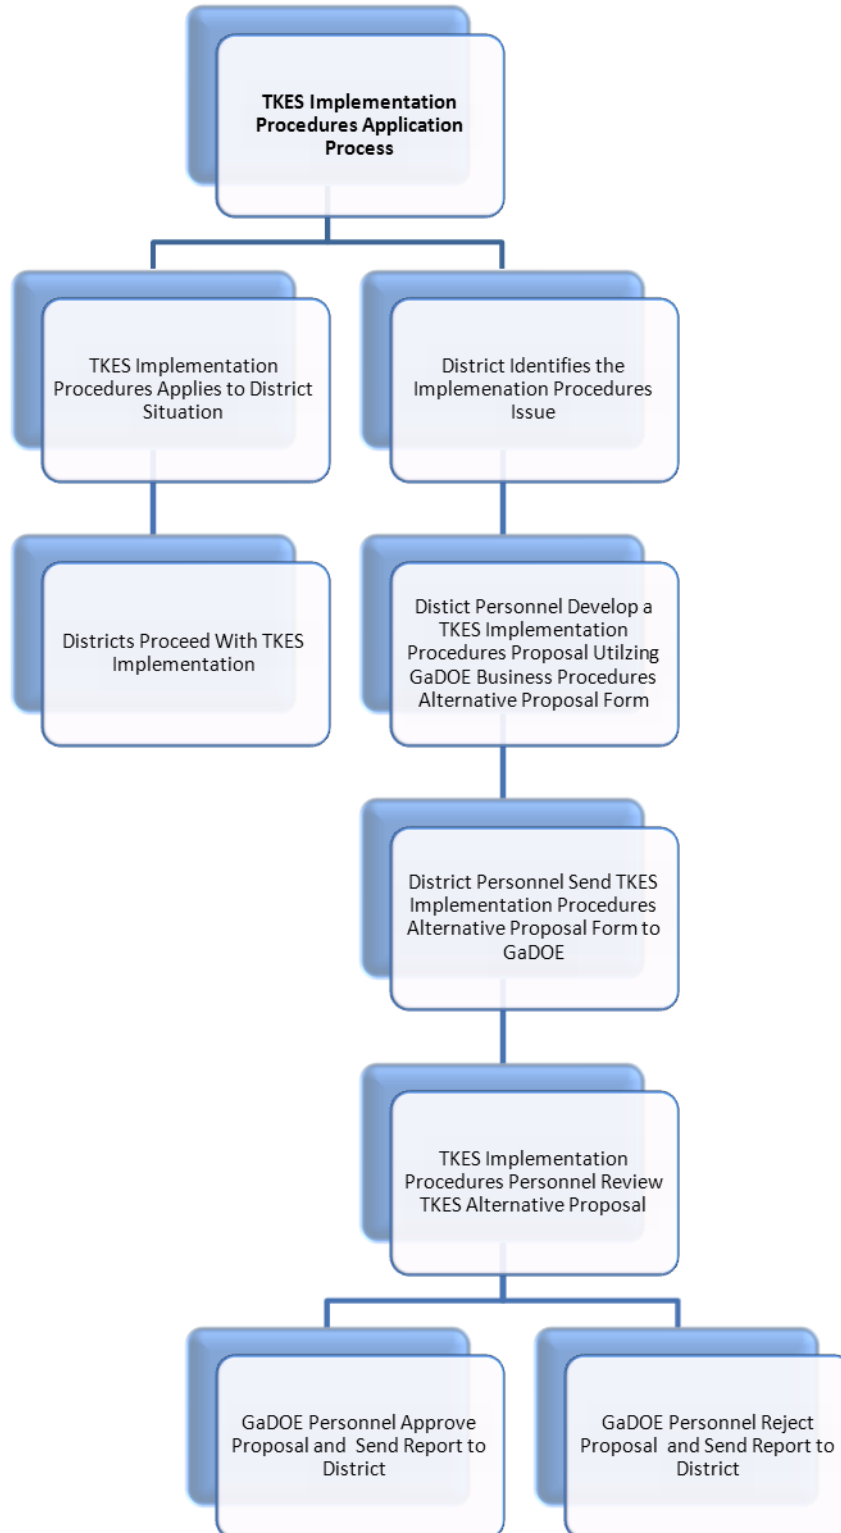 TKES Implementation
Procedures Application
Process
TKES Implementation
Procedures Applies to District
Situation
District Identifies the
Implemenation Procedures
Issue
Districts Proceed With TKES
Implementation
Distict Personnel Develop a
TKES Implementation
Procedures Proposal Utilzing
GaDOE Business Procedures
Alternative Proposal Form
District Personnel Send TKES
Implementation Procedures
Alternative Proposal Form to
GaDOE
TKES Implementation
Procedures Personnel Review
TKES Alternative Proposal
GaDOE Personnel Approve
Proposal and  Send Report to
District
GaDOE Personnel Reject
Proposal  and Send Report to
District